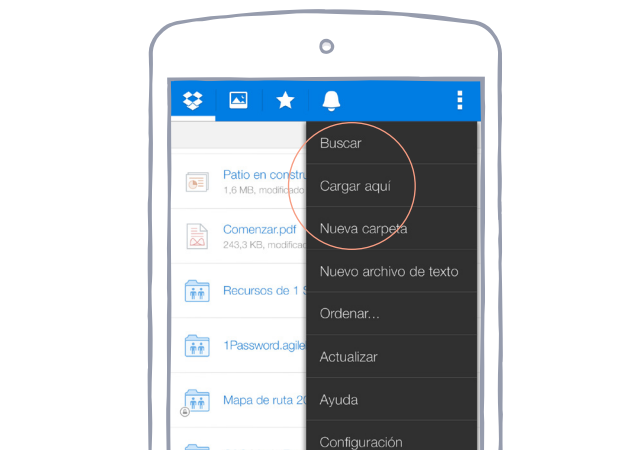 Buscar
Patio en constru
1,6 MB, modificado
Cargar aquí
Comenzar.pdf
243,3 KB, modificad
Nueva carpeta
Nuevo archivo de texto
Recursos de 1
Ordenar...
1Password.agile
Actualizar
Mapa de ruta 20
Ayuda
Configuración